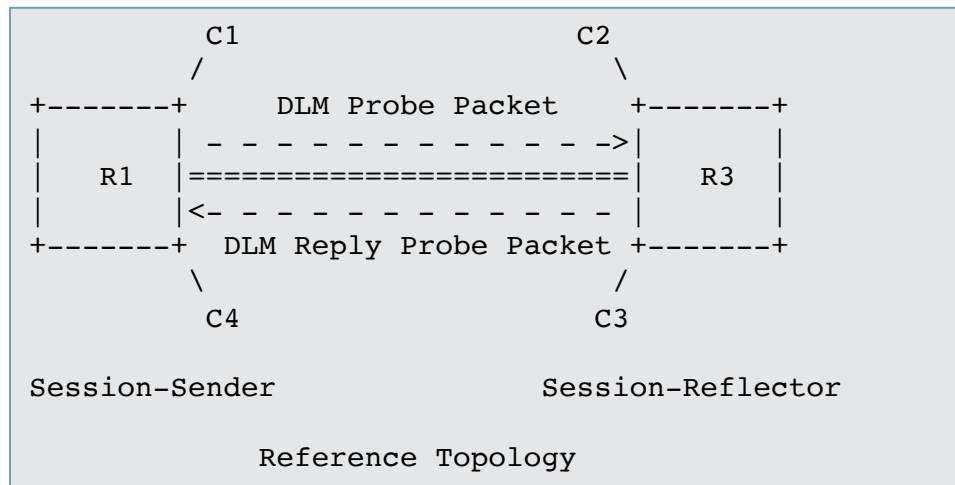 C1 C2
/ \
+-------+ DLM Probe Packet +-------+
| | - - - - - - - - - - - - - ->| |
| R1 |=========================| R3 |
| |<- - - - - - - - - - - - - | |
+-------+ DLM Reply Probe Packet +-------+
\ /
C4 C3
Session-Sender Session-Reflector
Reference Topology